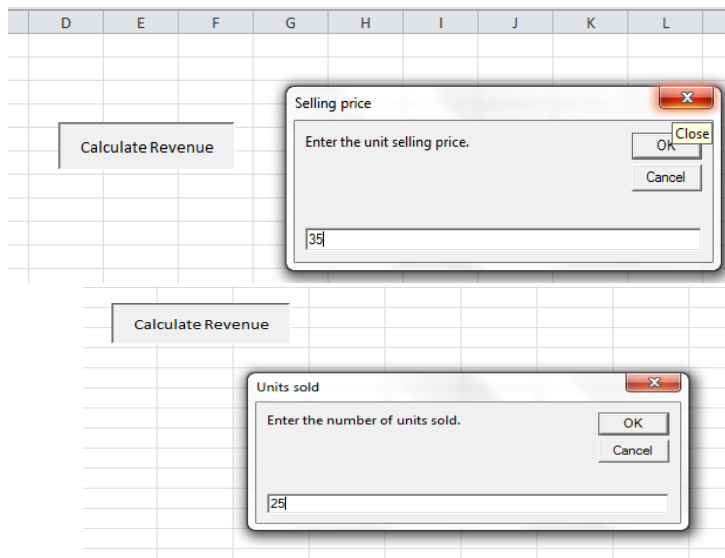 D E F G H I J K L
Selling price
x
Calculate Revenue
Enter the unit selling price.
OK
Close
Cancel
35
Calculate Revenue
Units sold
x
Enter the number of units sold.
OK
Cancel
25